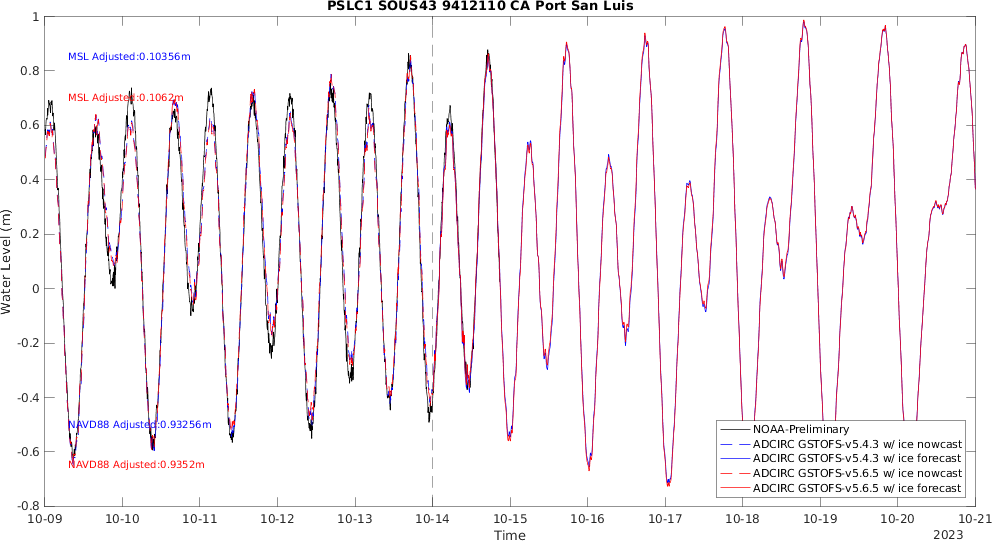 PSLC1 SOUS43 9412110 CA Port San Luis
1
0.8
0.6
0.4
0.2
0
-0.2
-0.4
-0.6
-0.8
Water Level (m)
MSL Adjusted:0.10356m
MSL Adjusted:0.1062m
NAVD88 Adjusted:0.93256m
NAVD88 Adjusted:0.9352m
NOAA-Preliminary
ADCIRC GSTOFS-v5.4.3 w/ ice nowcast
ADCIRC GSTOFS-v5.4.3 w/ ice forecast
ADCIRC GSTOFS-v5.6.5 w/ ice nowcast
ADCIRC GSTOFS-v5.6.5 w/ ice forecast
10-09 10-10 10-11 10-12 10-13 10-14 10-15 10-16 10-17 10-18 10-19 10-20 10-21
Time
2023